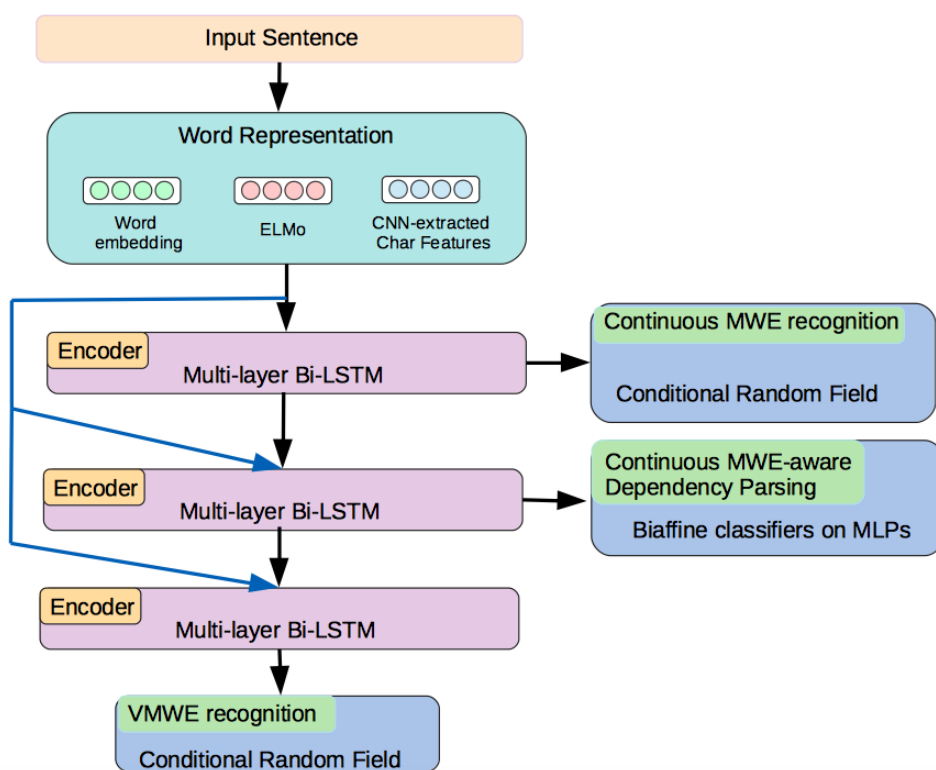 Input Sentence
Word Representation
Word
embedding
ELMo
CNN-extracted
Char Features
Encoder
Multi-layer Bi-LSTM
Continuous MWE recognition
Conditional Random Field
Encoder
Multi-layer Bi-LSTM
Continuous MWE-aware
Dependency Parsing
Biaffine classifiers on MLPs
Encoder
Multi-layer Bi-LSTM
VMWE recognition
Conditional Random Field